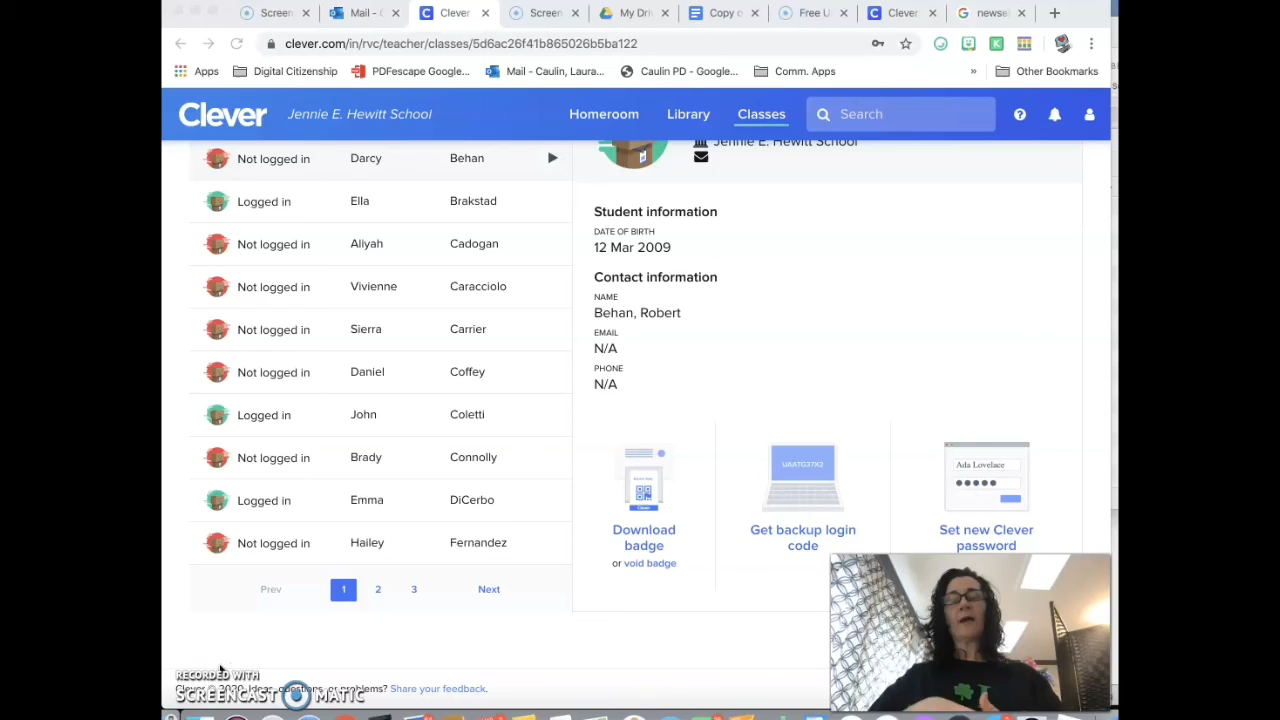 Screen
Mail - C
Clever
Screen
My Dri
Copy o
Free U
Clever
newsel
clever.com/in/rvc/teacher/classes/5d6ac26f41b865026b5ba122
Apps Digital Citizenship PDFescape Google... Mail - Caulin, Laura... Caulin PD - Google... Comm. Apps » Other Bookmarks
Clever Jennie E. Hewitt School Homeroom Library Classes Search
Jennie E. Hewitt School
Not logged in Darcy Behan
Logged in Ella Brakstad
Not logged in Aliyah Cadogan
Not logged in Vivienne Caracciolo
Not logged in Sierra Carrier
Not logged in Daniel Coffey
Logged in John Coletti
Not logged in Brady Connolly
Logged in Emma DiCerbo
Not logged in Hailey Fernandez
Prev 1 2 3 Next
Student information
DATE OF BIRTH
12 Mar 2009
Contact information
NAME
Behan, Robert
EMAIL
N/A
PHONE
N/A
Clever
Download
badge
or void badge
UAATG37X2
Get backup login
code
Ada Lovelace
Set new Clever
password
RECORDED WITH
SCREENCAST MATIC
Share your feedback.